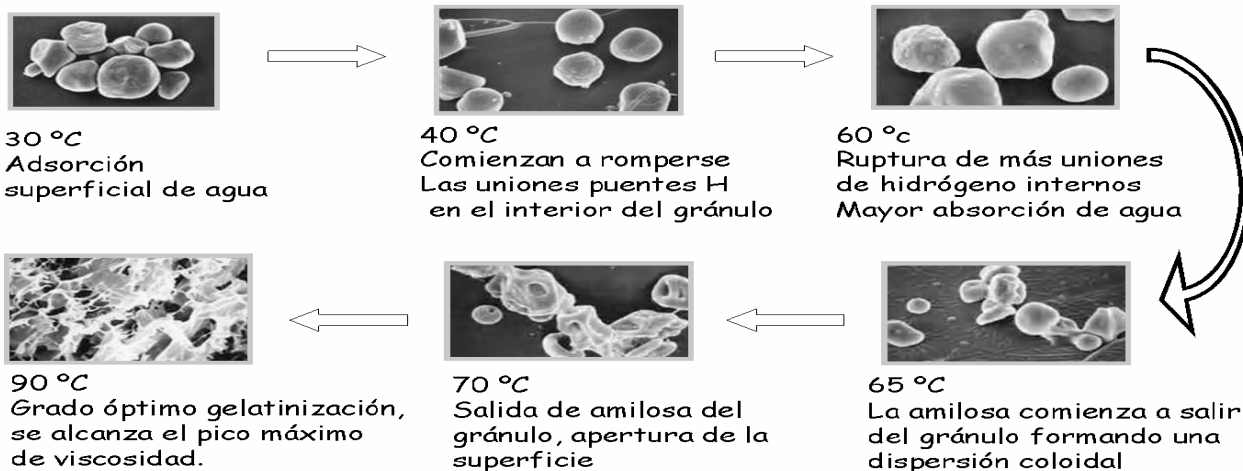 30 ºC
Adsorción
superficial de agua
40 ºC
Comienzan a romperse
Las uniones puentes H
en el interior del gránulo
60 ºc
Ruptura de más uniones
de hidrógeno internos
Mayor absorción de agua
65 ºC
La amilosa comienza a salir
del gránulo formando una
dispersión coloidal
70 ºC
Salida de amilosa del
gránulo, apertura de la
superficie
90 ºC
Grado óptimo gelatinización,
se alcanza el pico máximo
de viscosidad.